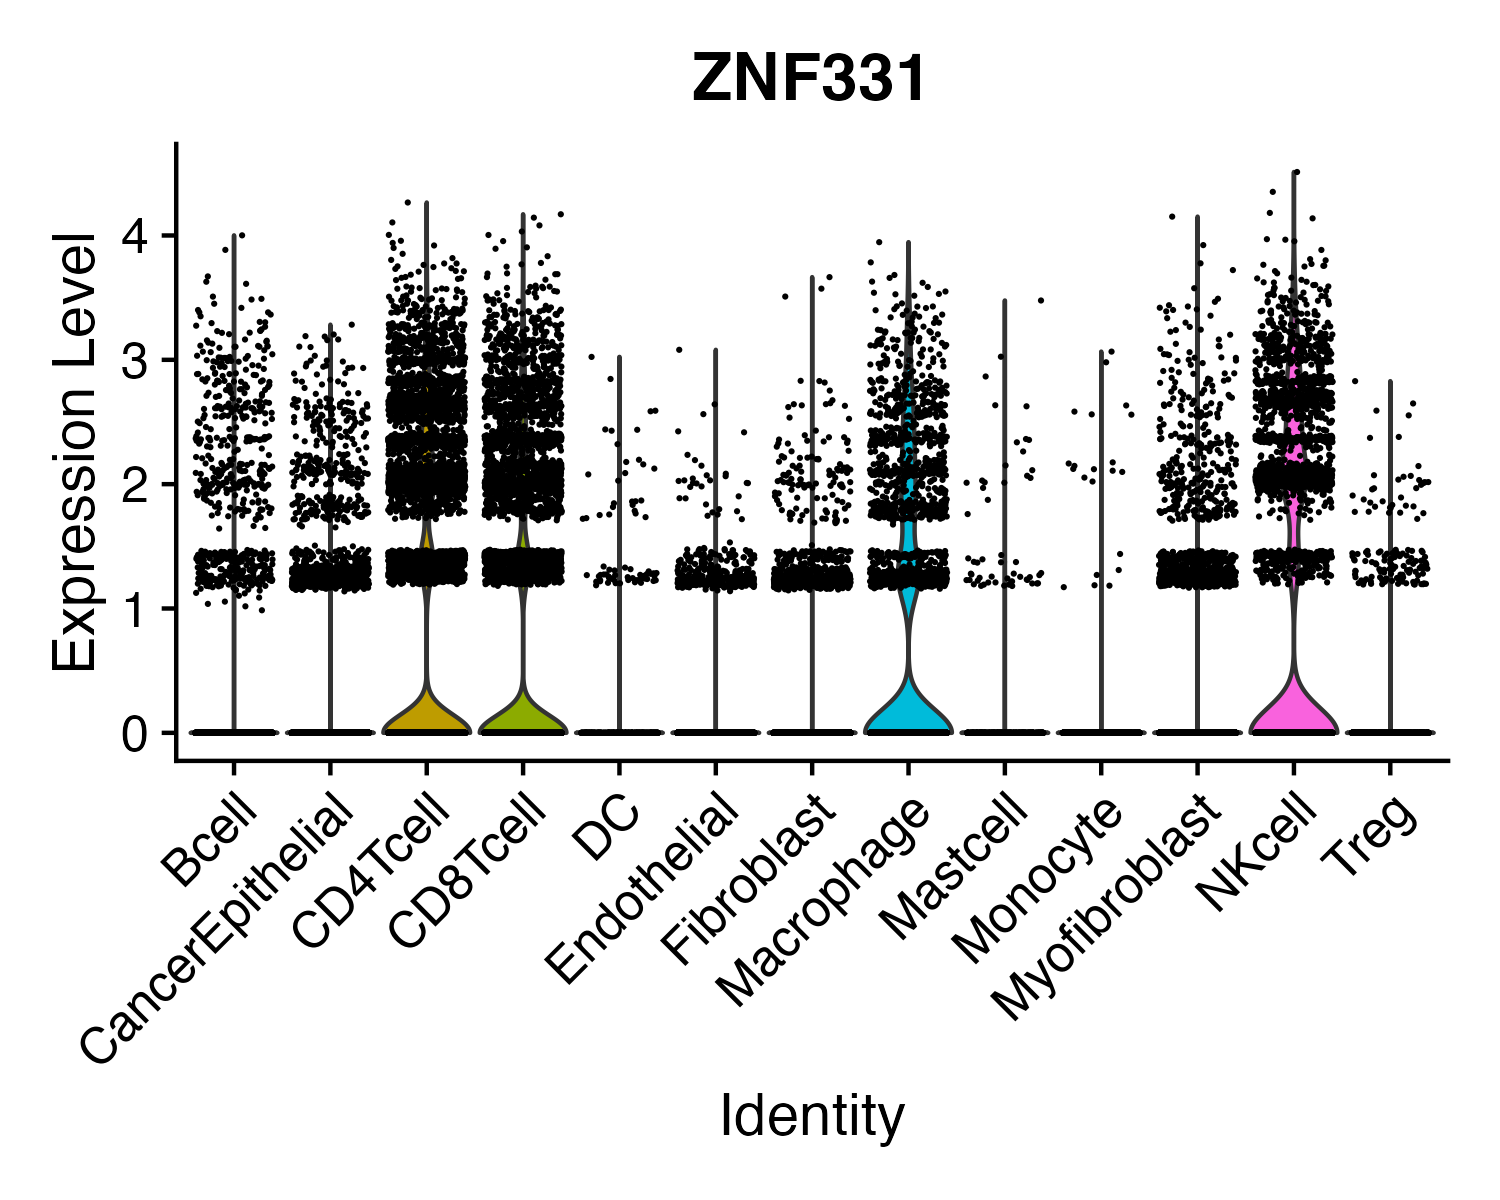 ZNF331
Expression Level
4
3
2
1
0
Bcell
CancerEpithelial
CD4Tcell
CD8Tcell
DC
Endothelial
Fibroblast
Macrophage
Mastcell
Monocyte
Myofibroblast
NKcell
Treg
Identity